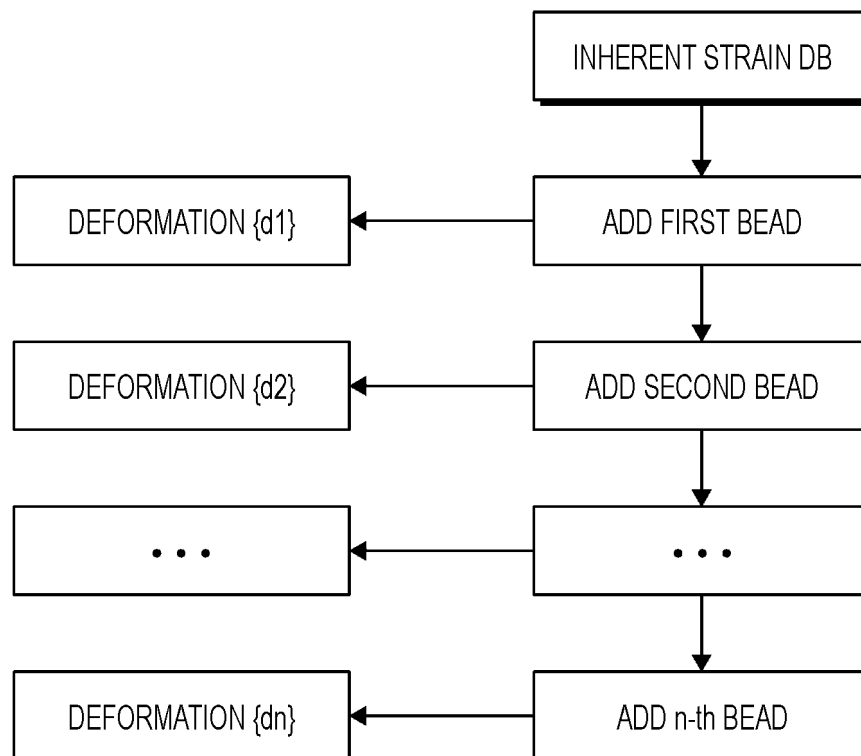 INHERENT STRAIN DB
DEFORMATION {d1}
ADD FIRST BEAD
DEFORMATION {d2}
ADD SECOND BEAD
• • •
• • •
DEFORMATION {dn}
ADD n-th BEAD